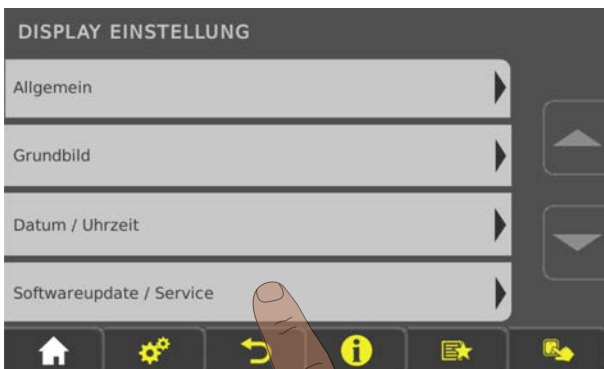 DISPLAY EINSTELLUNG
Allgemein
Grundbild
Datum / Uhrzeit
Softwareupdate / Service